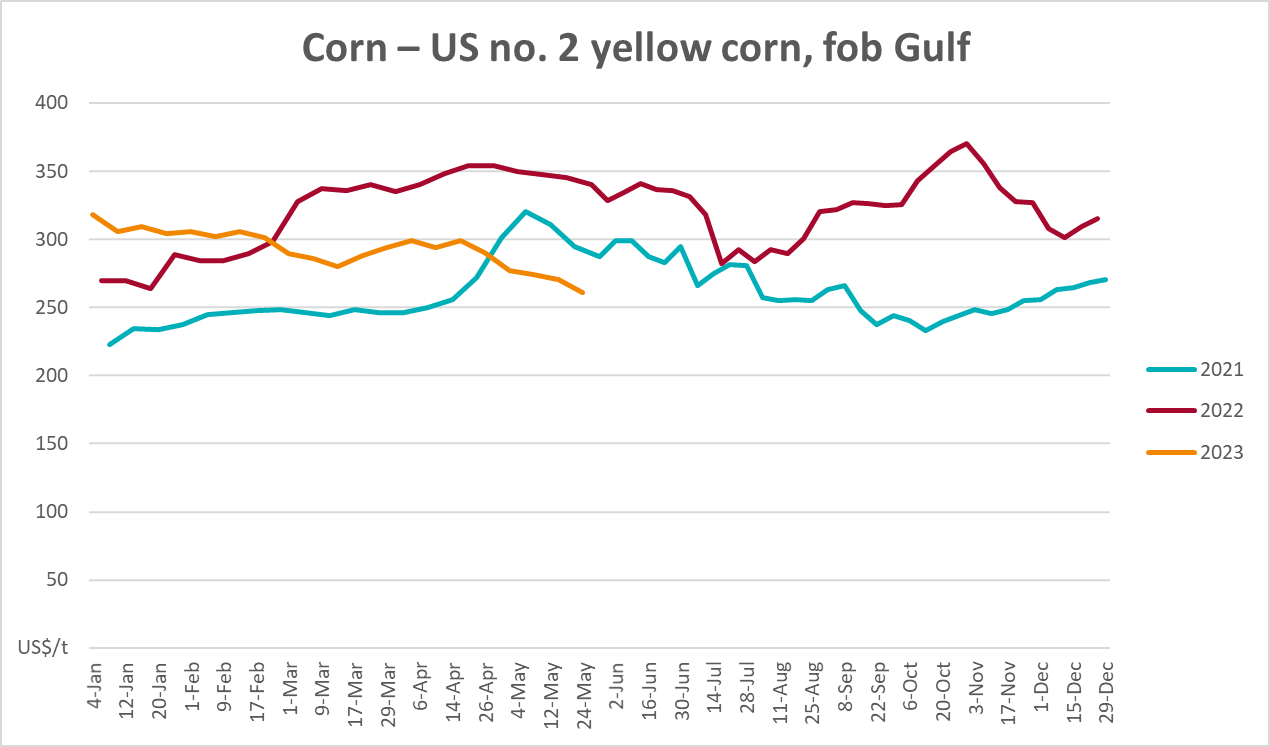 Corn – US no. 2 yellow corn, fob Gulf
400
350
300
250
200
150
100
50
US$/t
4-Jan
12-Jan
20-Jan
1-Feb
9-Feb
17-Feb
1-Mar
9-Mar
17-Mar
29-Mar
6-Apr
14-Apr
26-Apr
4-May
12-May
24-May
2-Jun
16-Jun
30-Jun
14-Jul
28-Jul
11-Aug
25-Aug
8-Sep
22-Sep
6-Oct
20-Oct
3-Nov
17-Nov
1-Dec
15-Dec
29-Dec
2021
2022
2023